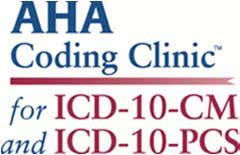 AHA
Coding Clinic™
for ICD-10-CM
and ICD-10-PCS